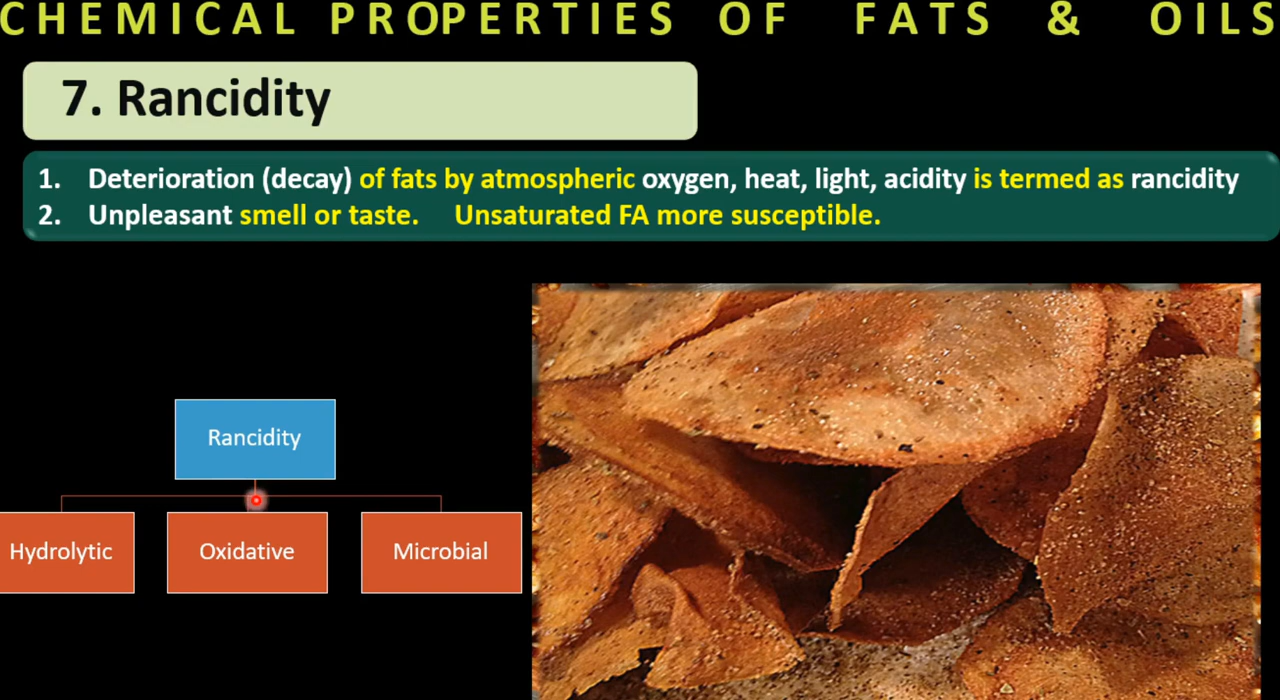 CHEMICAL PROPERTIES OF FATS & OILS
7. Rancidity
1. Deterioration (decay) of fats by atmospheric oxygen, heat, light, acidity is termed as rancidity
2. Unpleasant smell or taste. Unsaturated FA more susceptible.
Rancidity
Hydrolytic Oxidative Microbial